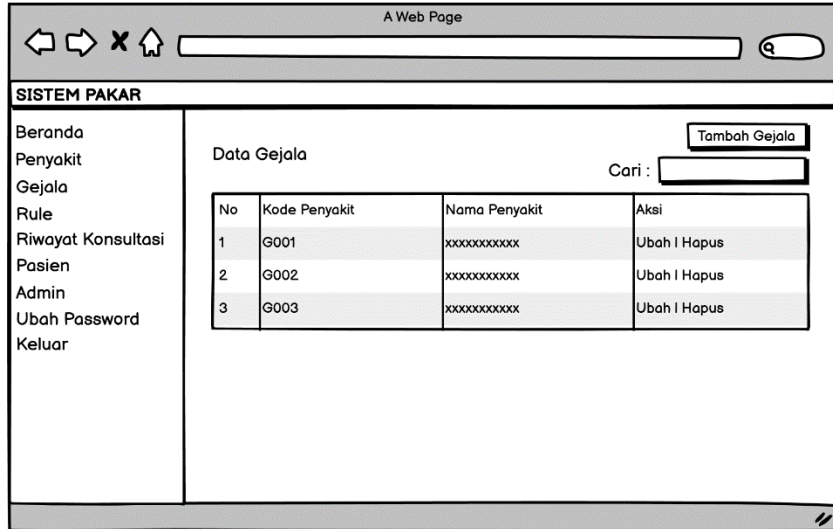 A Web Page
SISTEM PAKAR
Beranda
Penyakit
Gejala
Rule
Riwayat Konsultasi
Pasien
Admin
Ubah Password
Keluar
Data Gejala
Tambah Gejala
Cari :
No Kode Penyakit Nama Penyakit Aksi
1 G001 xxxxxxxxxxx Ubah | Hapus
2 G002 xxxxxxxxxxx Ubah | Hapus
3 G003 xxxxxxxxxxx Ubah | Hapus